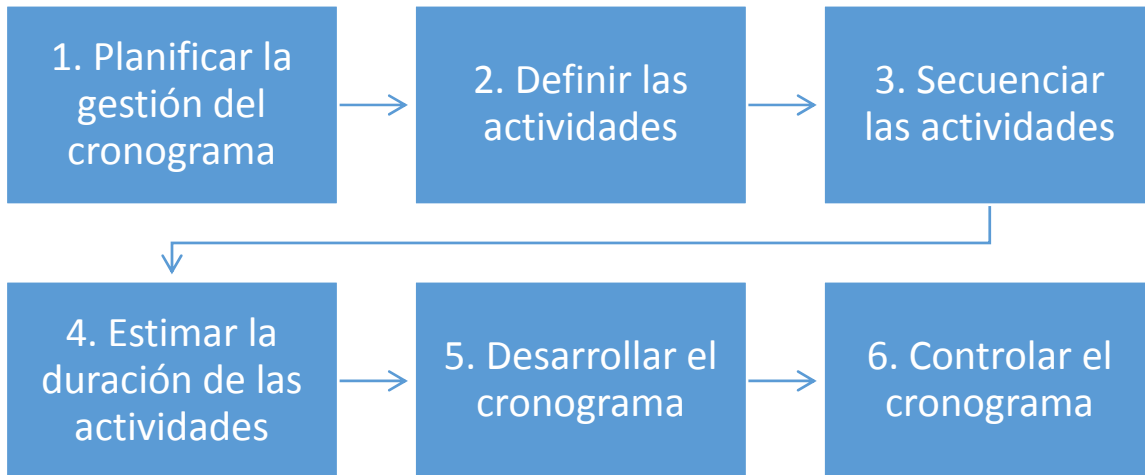 1. Planificar la
gestión del
cronograma
2. Definir las
actividades
3. Secuenciar
las actividades
4. Estimar la
duración de las
actividades
5. Desarrollar el
cronograma
6. Controlar el
cronograma